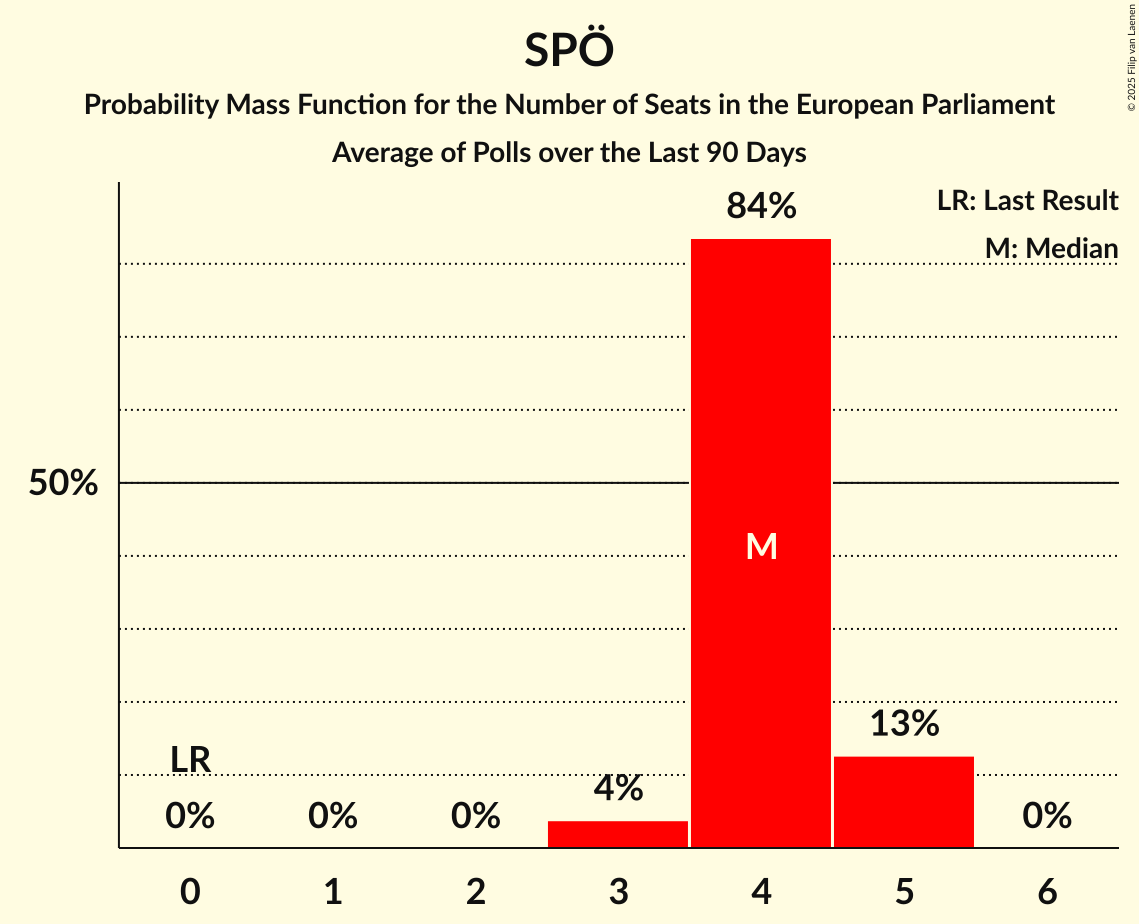 SPÖ
Probability Mass Function for the Number of Seats in the European Parliament
Average of Polls over the Last 90 Days
© 2025 Filip van Laenen
LR: Last Result
M: Median
84%
50%
M
13%
LR
4%
0%
0%
0%
0%
0
1
2
3
4
5
6